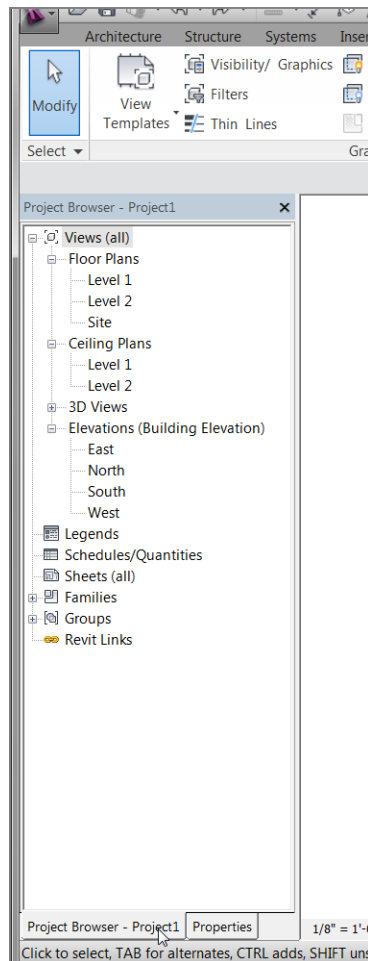 Architecture Structure Systems
Modify
View
Templates
Visibility/ Graphics
Filters
Thin Lines
Select
Project Browser - Project1
Views (all)
Floor Plans
Level 1
Level 2
Site
Ceiling Plans
Level 1
Level 2
3D Views
Elevations (Building Elevation)
East
North
South
West
Legends
Schedules/Quantities
Sheets (all)
Families
Groups
Revit Links
Project Browser - Project1 Properties
1/8" = 1'-
Click to select, TAB for alternates, CTRL adds, SHIFT uns